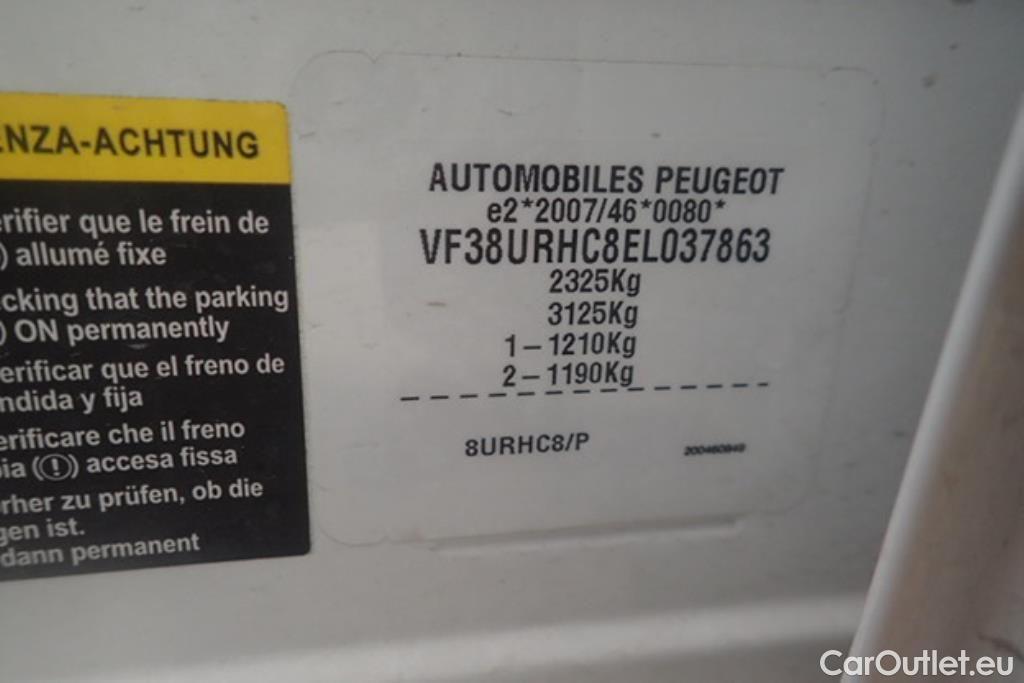 ENZA-ACHTUNG
erifier que le frein de
) allumé fixe
cking that the parking
) ON permanently
erificar que el freno de
ndida y fija
erificare che il freno
ia (!) accesa fissa
rher zu prüfen, ob die
gen ist.
dann permanent
AUTOMOBILES PEUGEOT
e2*2007/46*0080*
VF38URHC8EL037863
2325Kg
3125Kg
1-1210Kg
2-1190Kg
8URHC8/P
CarOutlet.eu